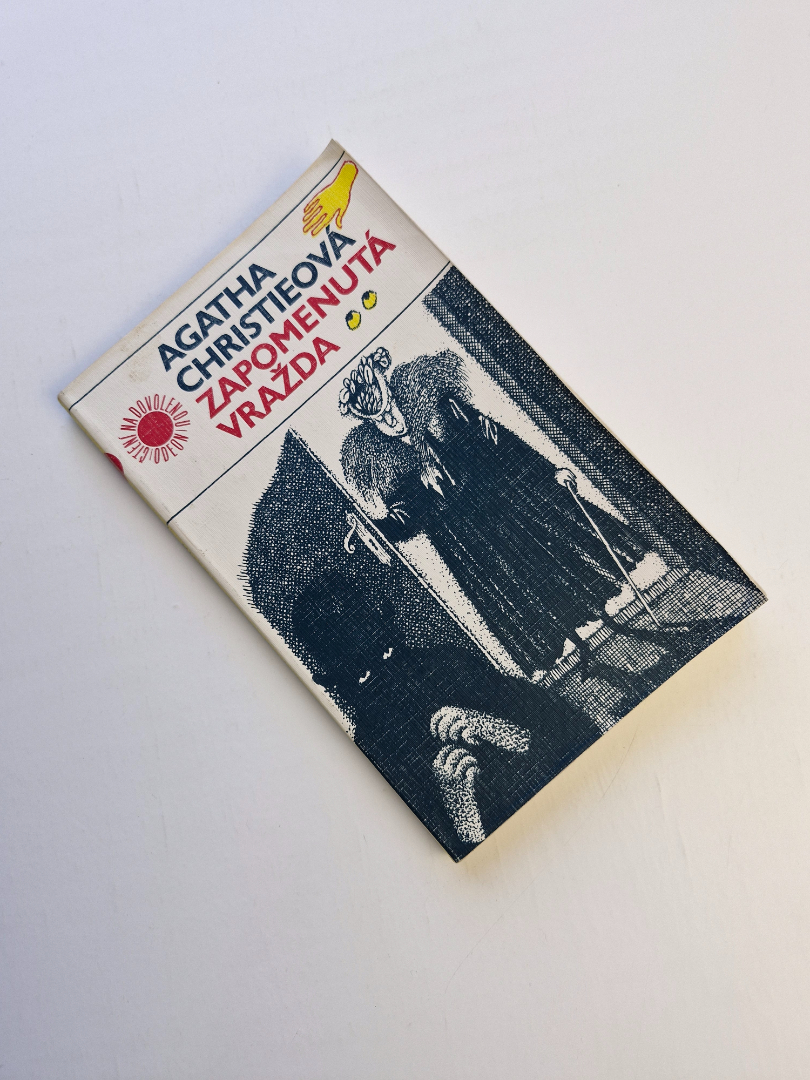 AGATHA
CHRISTIEOVÁ
ZAPOMENUTÁ
VRAŽDA
ČTENÍ NA DOVOLENOU
ODEON